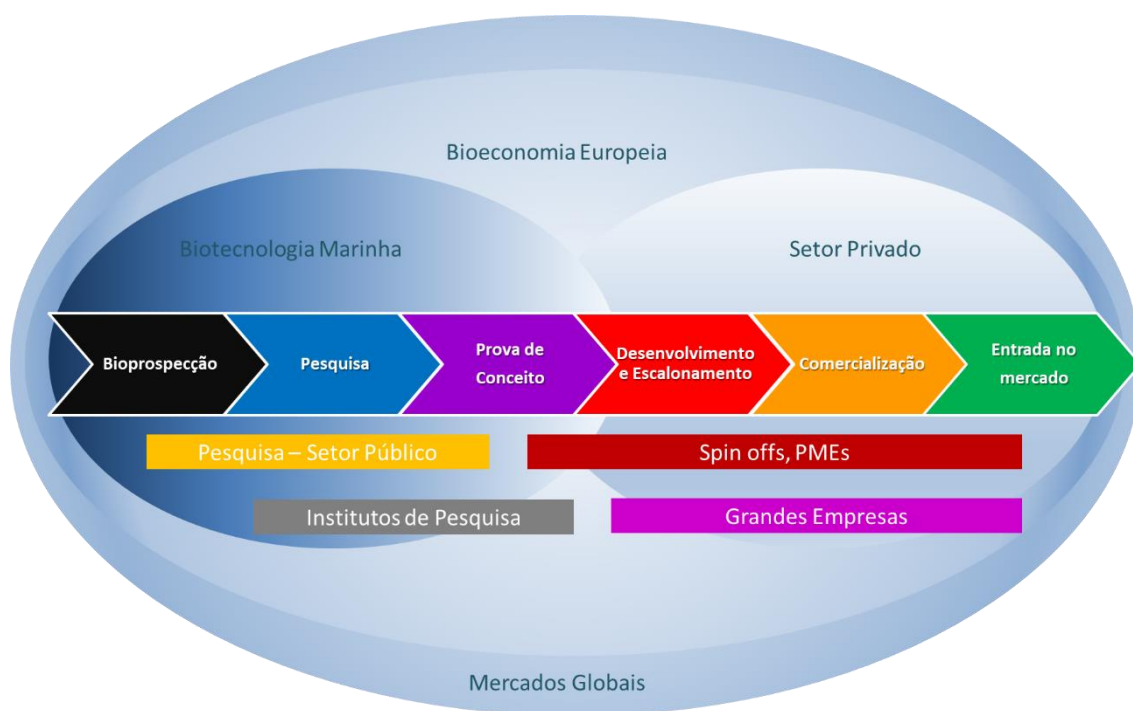 Bioeconomia Europeia
Biotecnologia Marinha
Setor Privado
Bioprospecção
Pesquisa
Prova de
Conceito
Desenvolvimento
e Escalonamento
Comercialização
Entrada no
mercado
Pesquisa – Setor Público
Spin offs, PMEs
Institutos de Pesquisa
Grandes Empresas
Mercados Globais